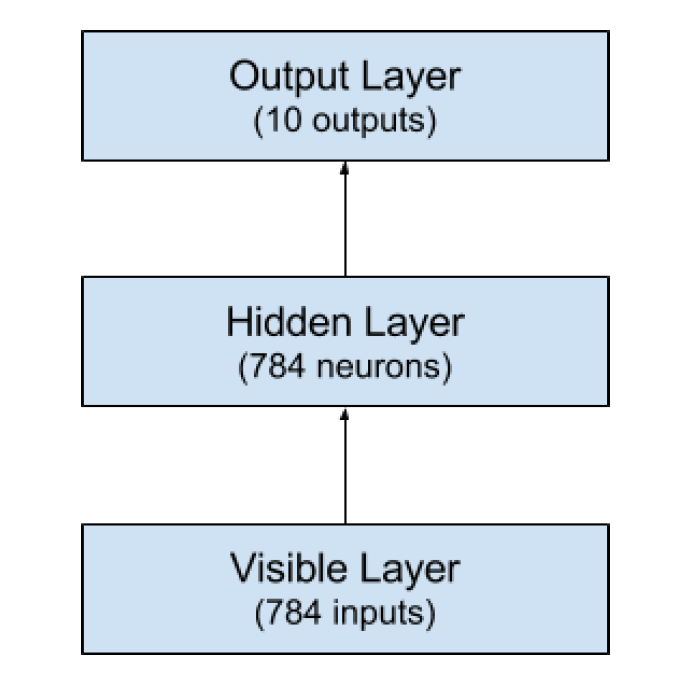 Output Layer
(10 outputs)
Hidden Layer
(784 neurons)
Visible Layer
(784 inputs)